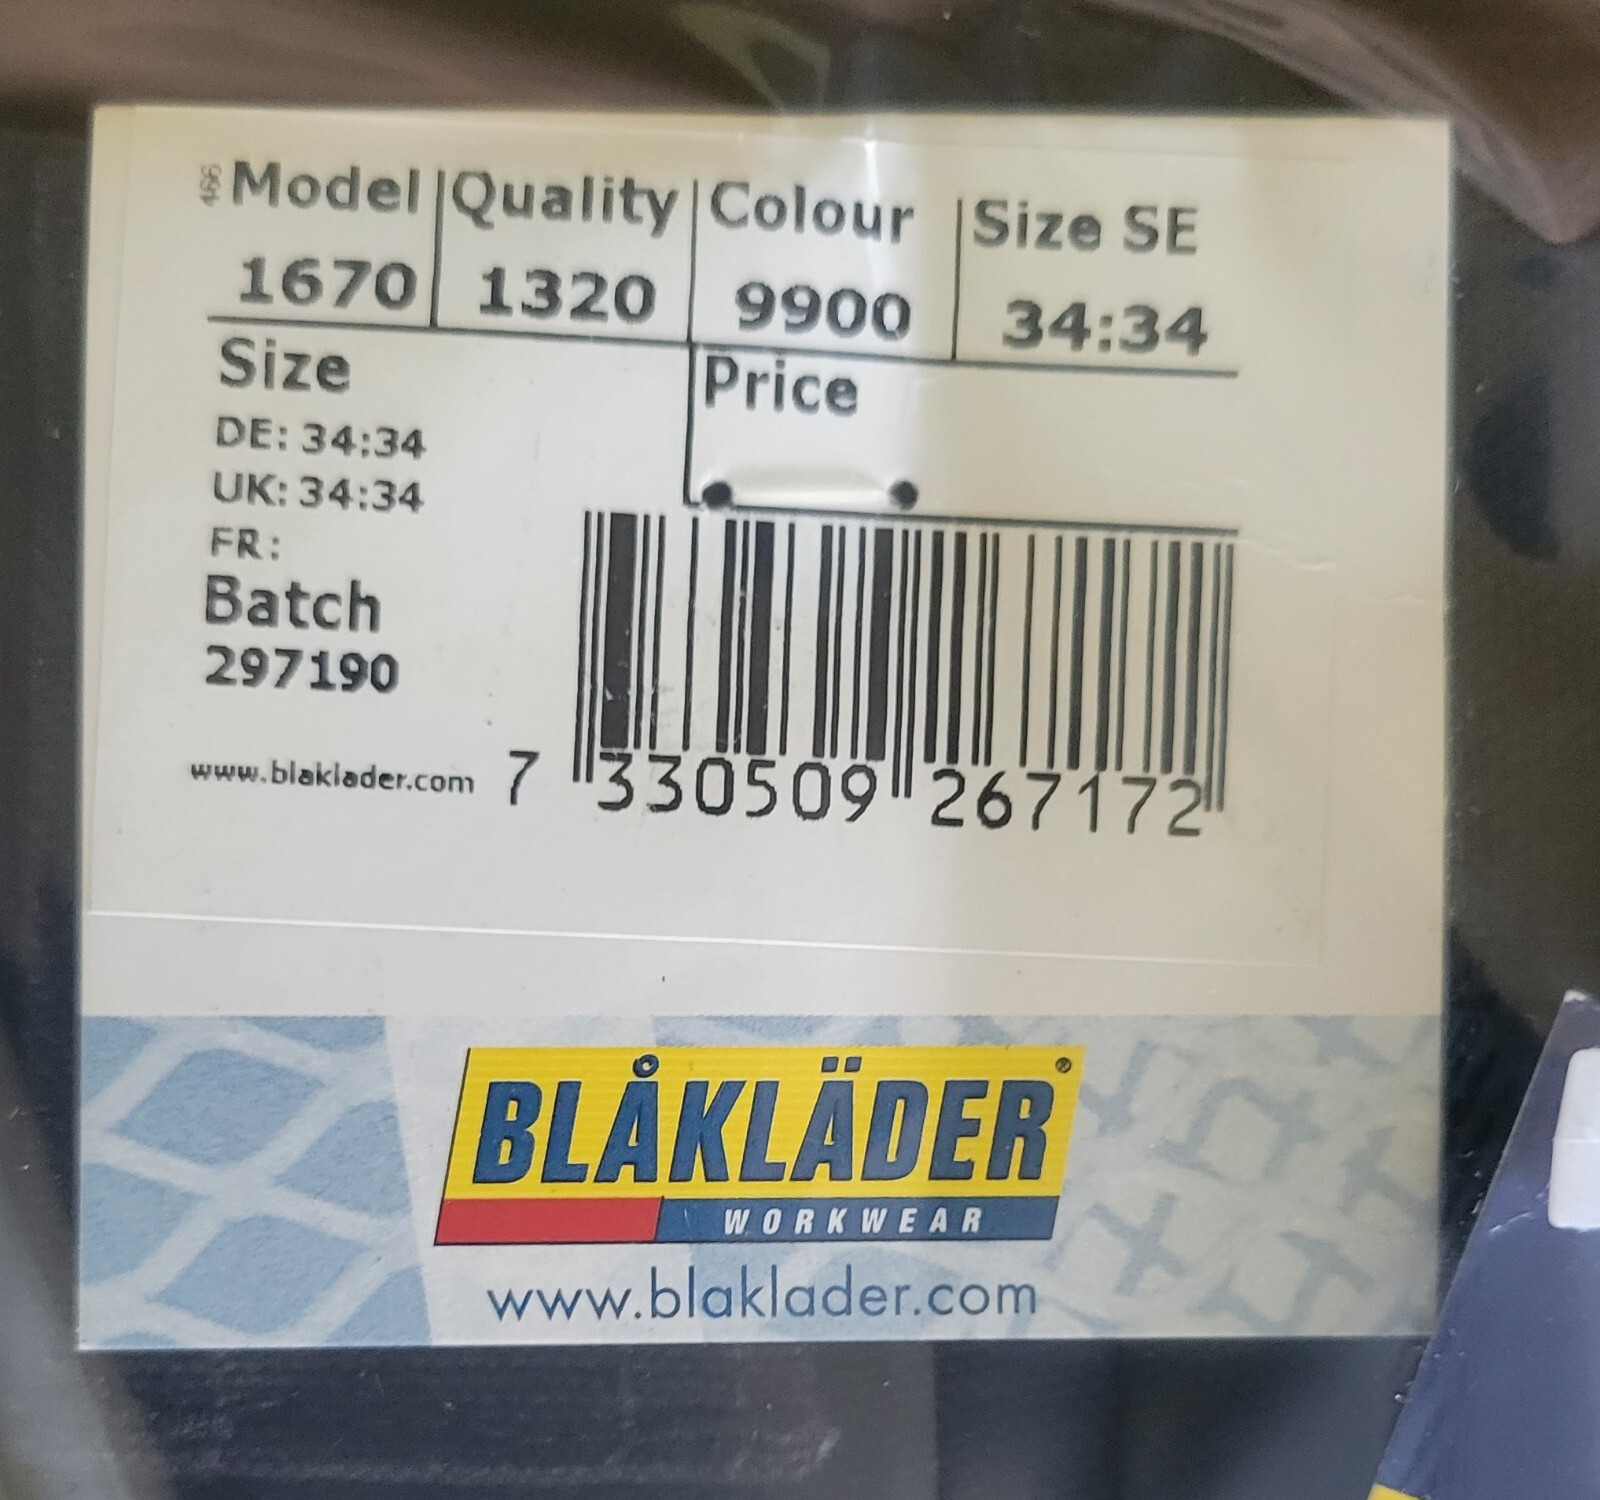 466 Model Quality Colour Size SE
1670 1320 9900 34:34
Size
Price
DE: 34:34
UK: 34:34
FR:
Batch
297190
www.blaklader.com
7 330509 267172
BLÅKLÄDER®
WORKWEAR
www.blaklader.com